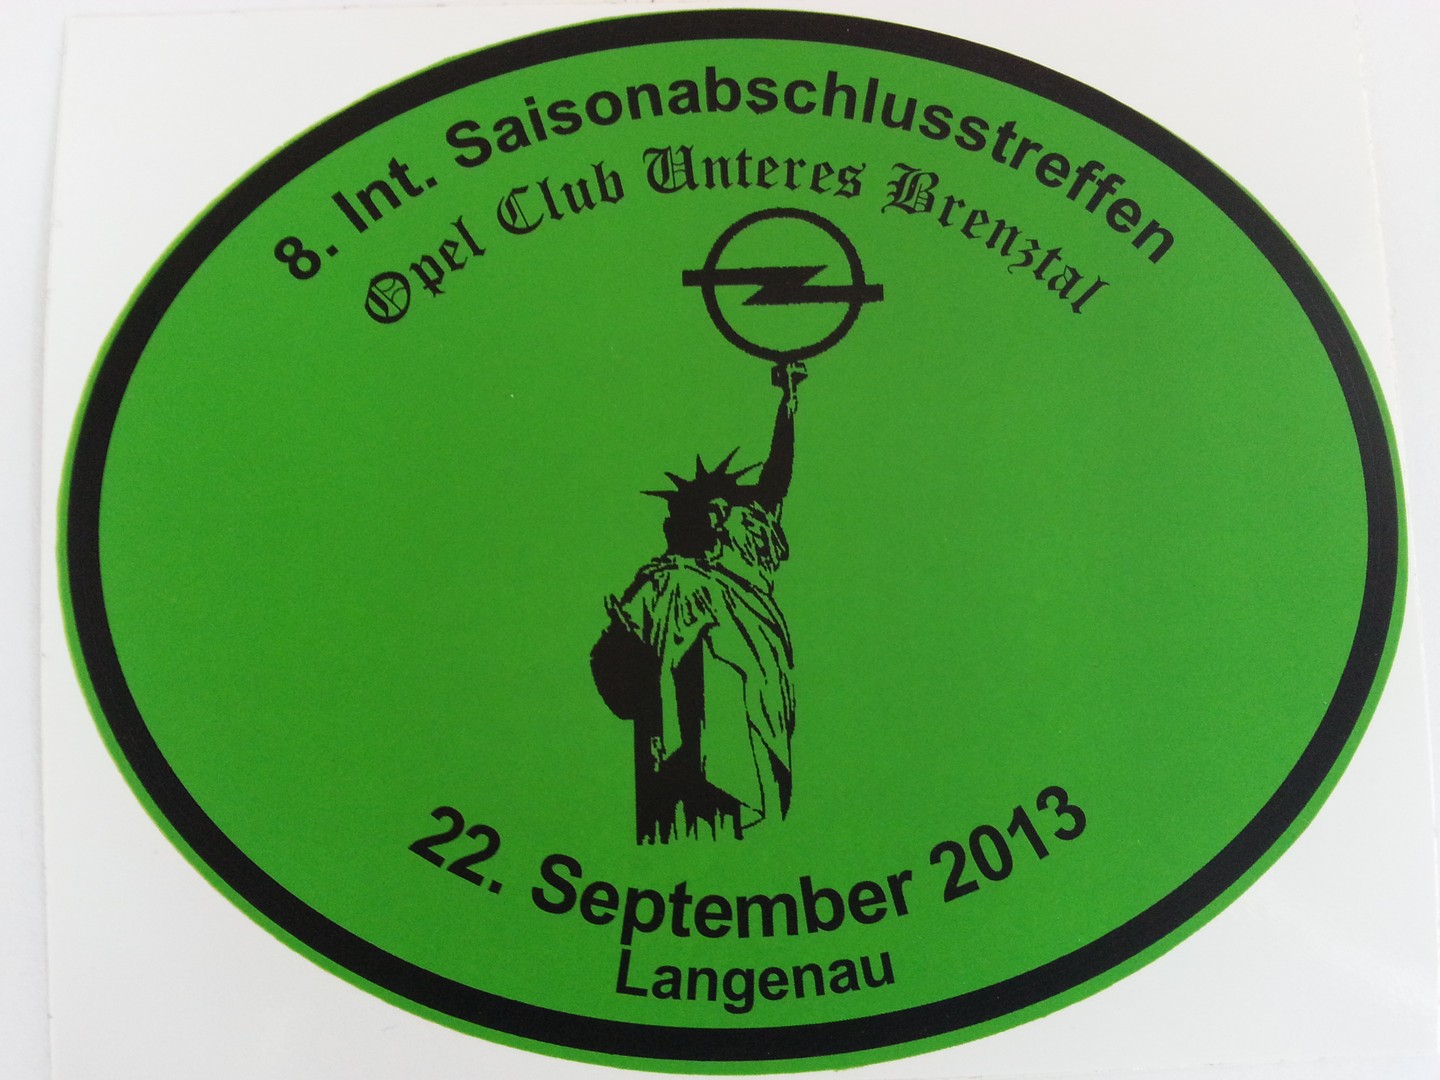 8. Int. Saisonabschlusstreffen
Opel Club Unteres Brenztal
22. September 2013
Langenau